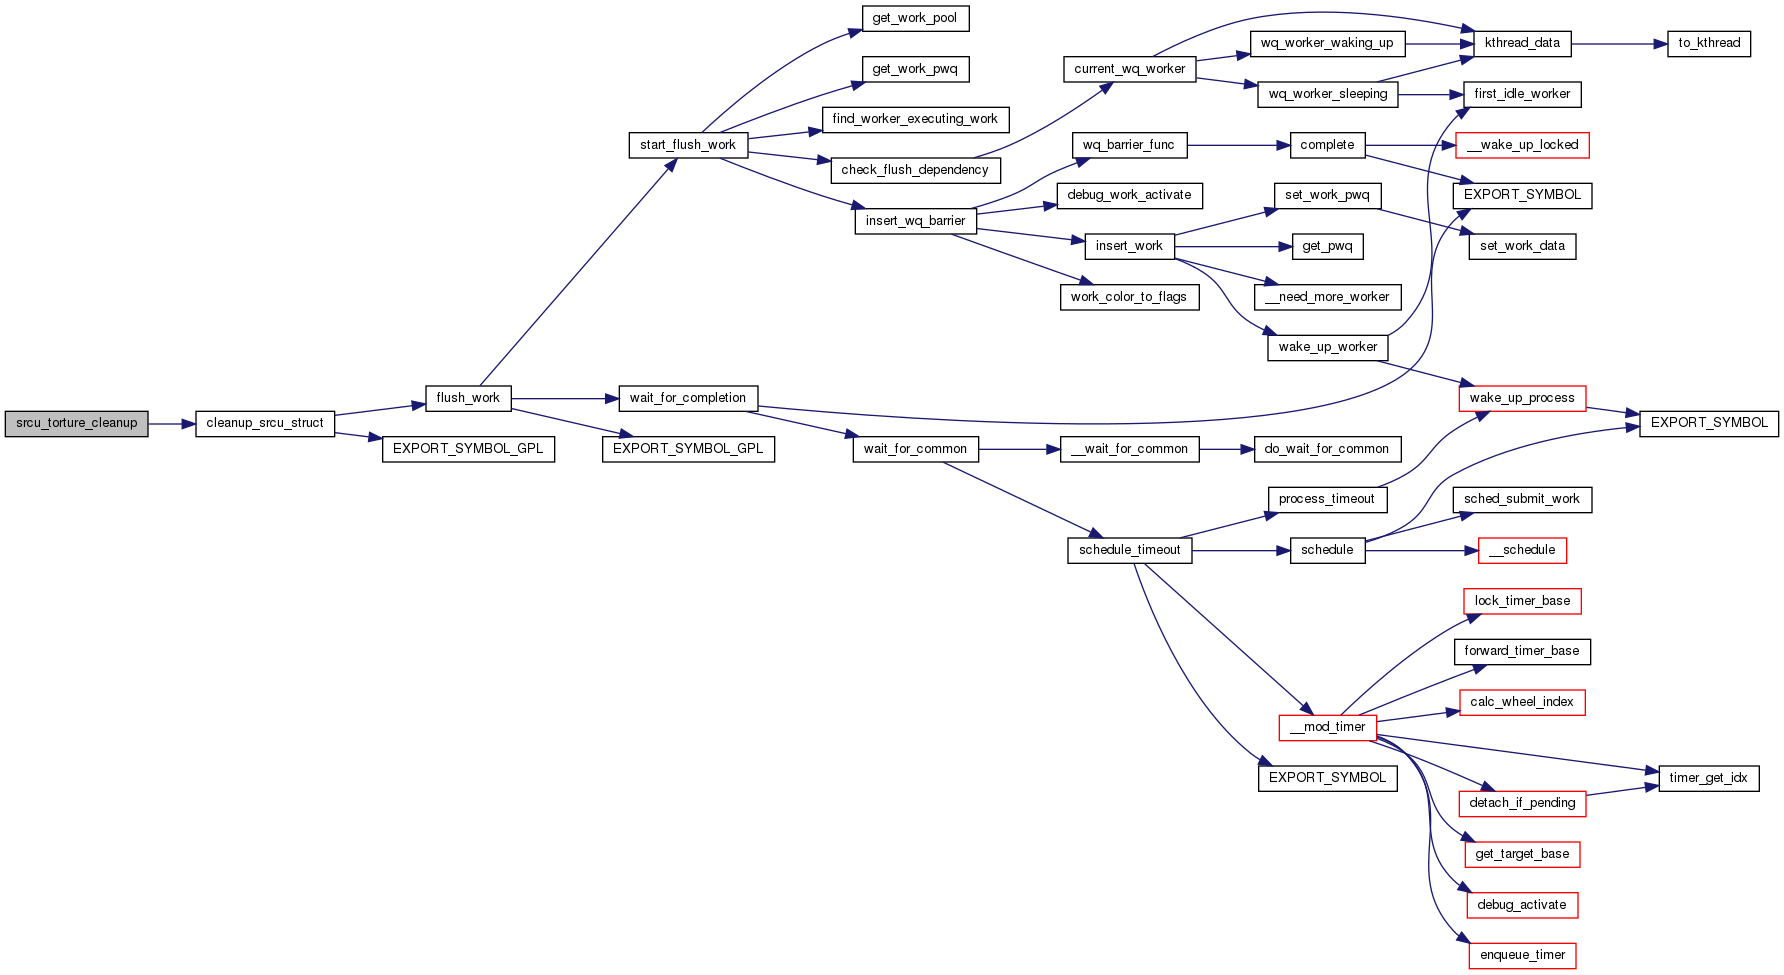 get_work_pool
kthread_data
wq_worker_waking_up
to_kthread
get_work_pwq
current_wq_worker
wq_worker_sleeping
first_idle_worker
find_worker_executing_work
start_flush_work
wq_barrier_func
complete
__wake_up_locked
check_flush_dependency
debug_work_activate
set_work_pwq
EXPORT_SYMBOL
insert_wq_barrier
insert_work
get_pwq
set_work_data
work_color_to_flags
__need_more_worker
wake_up_worker
flush_work
wait_for_completion
wake_up_process
srcu_torture_cleanup
cleanup_srcu_struct
EXPORT_SYMBOL
EXPORT_SYMBOL_GPL
EXPORT_SYMBOL_GPL
wait_for_common
__wait_for_common
do_wait_for_common
process_timeout
sched_submit_work
schedule_timeout
schedule
__schedule
lock_timer_base
forward_timer_base
calc_wheel_index
__mod_timer
EXPORT_SYMBOL
timer_get_idx
detach_if_pending
get_target_base
debug_activate
enqueue_timer